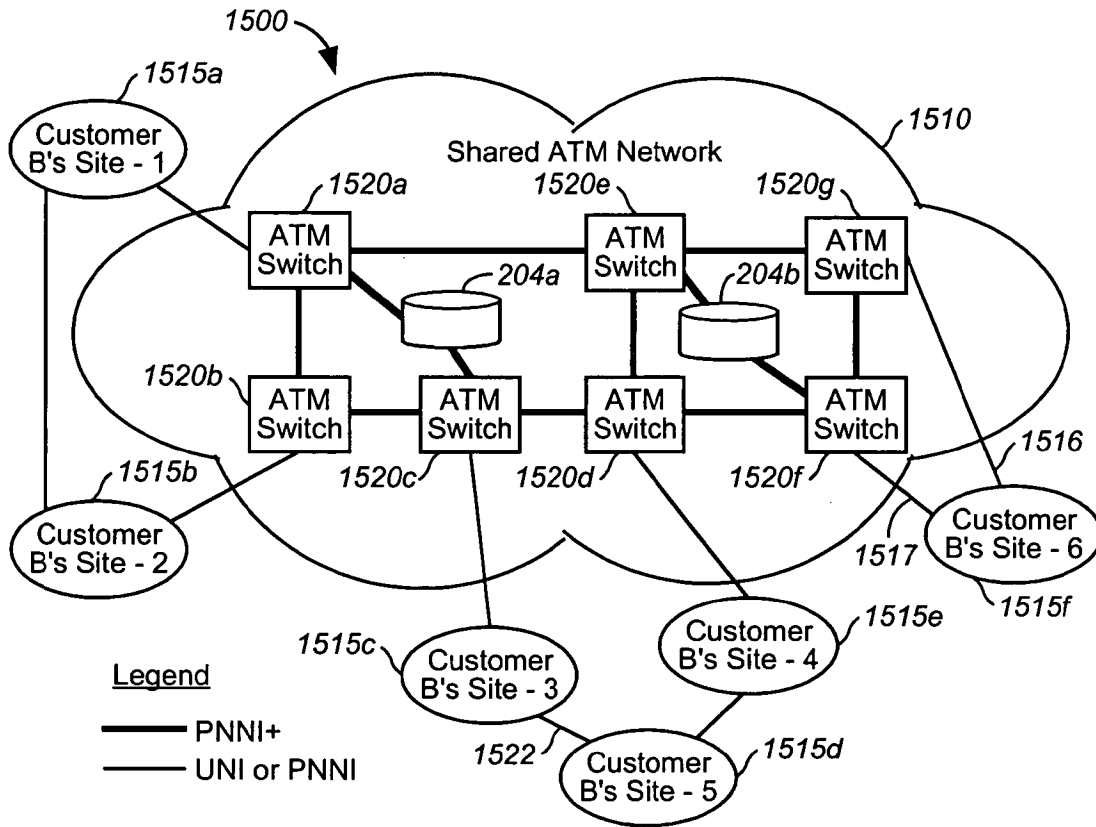 1500
1515a
Customer
B's Site - 1
1510
Shared ATM Network
1520a
1520e
1520g
ATM
Switch
ATM
Switch
ATM
Switch
204a
204b
1520b
ATM
Switch
ATM
Switch
ATM
Switch
ATM
Switch
1520c
1520d
1520f
1516
1515b
Customer
B's Site - 2
Customer
B's Site - 6
1517
1515f
1515c
Customer
B's Site - 3
Customer
B's Site - 4
1515e
1522
Customer
B's Site - 5
1515d
Legend
PNNI+
UNI or PNNI